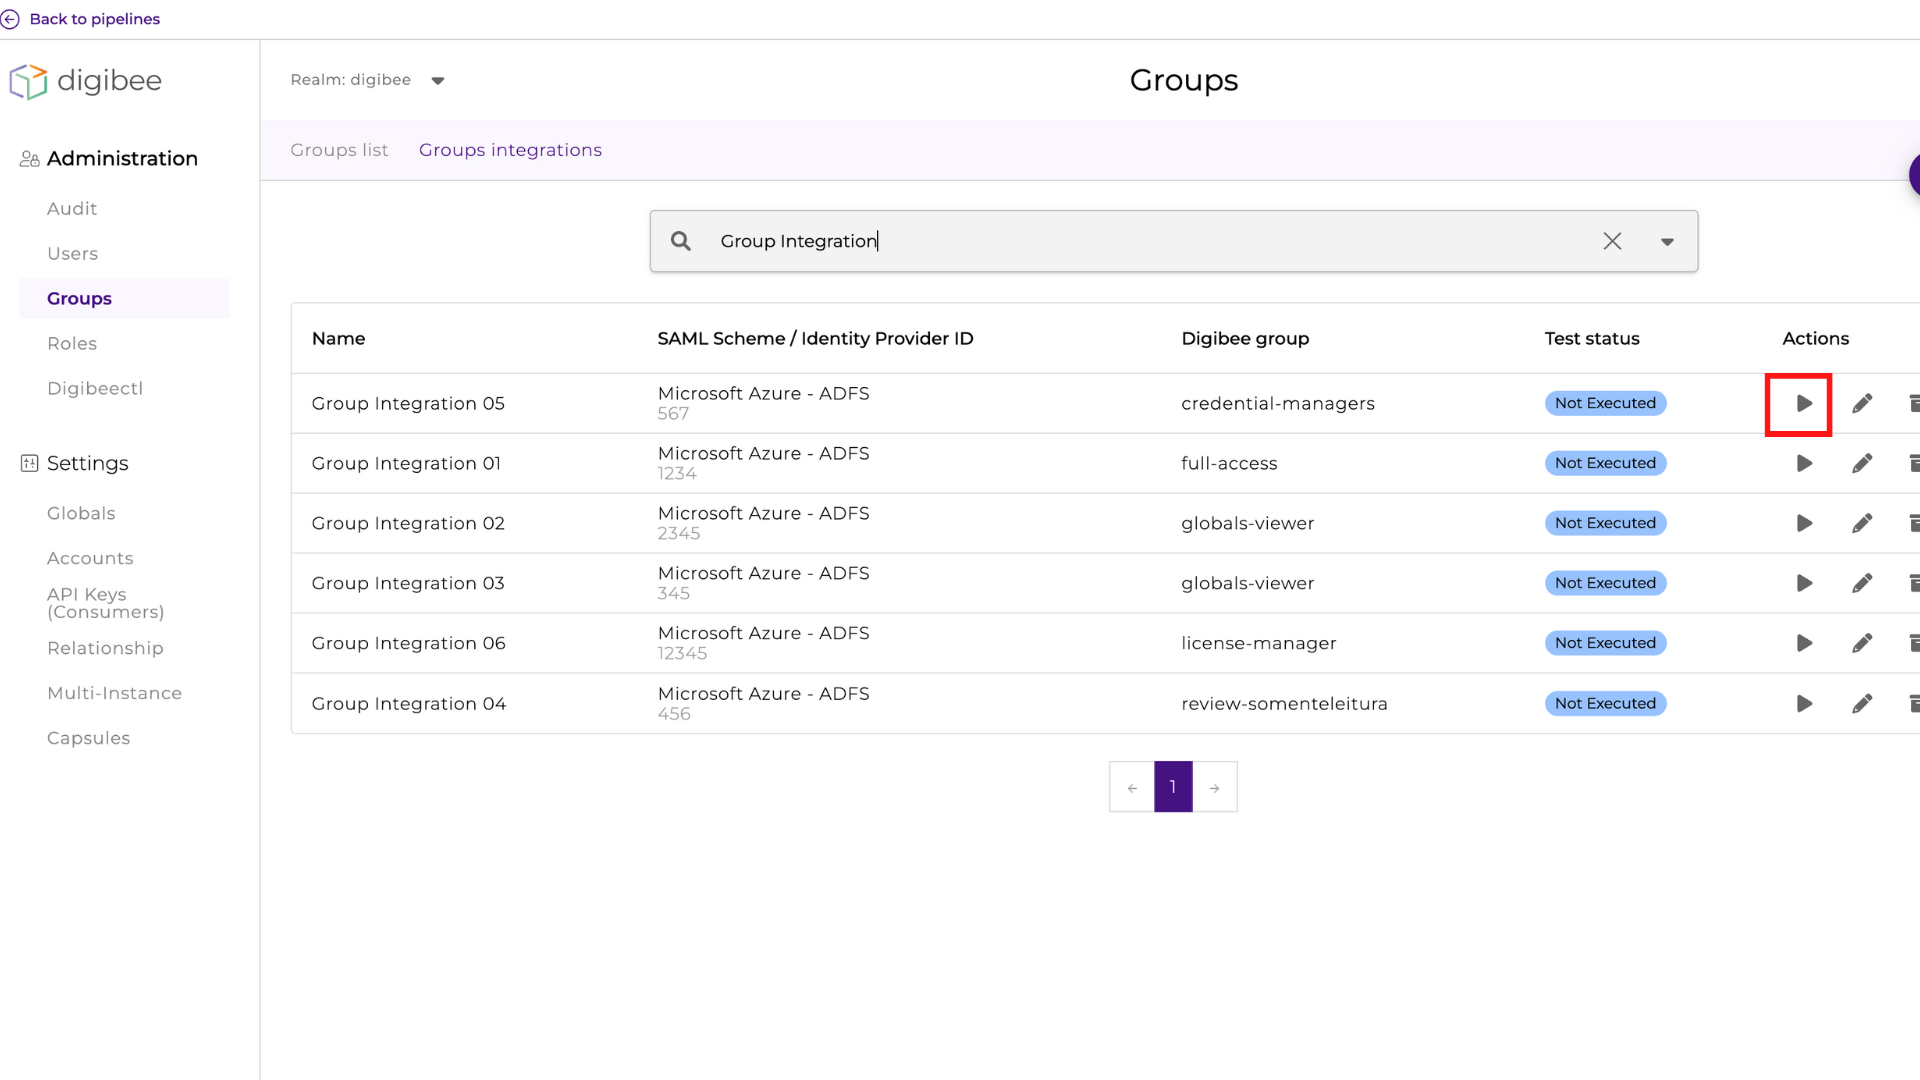 Back to pipelines
digibee
Realm: digibee
Groups
Administration
Audit
Users
Groups
Roles
Digibeectl
Settings
Globals
Accounts
API Keys
(Consumers)
Relationship
Multi-Instance
Capsules
Groups list Groups integrations
Group Integration
Name SAML Scheme / Identity Provider ID Digibee group Test status Actions
Group Integration 05 Microsoft Azure - ADFS credential-managers Not Executed
567
Group Integration 01 Microsoft Azure - ADFS full-access Not Executed
1234
Group Integration 02 Microsoft Azure - ADFS globals-viewer Not Executed
2345
Group Integration 03 Microsoft Azure - ADFS globals-viewer Not Executed
345
Group Integration 06 Microsoft Azure - ADFS license-manager Not Executed
12345
Group Integration 04 Microsoft Azure - ADFS review-somenteleitura Not Executed
456
← 1 →